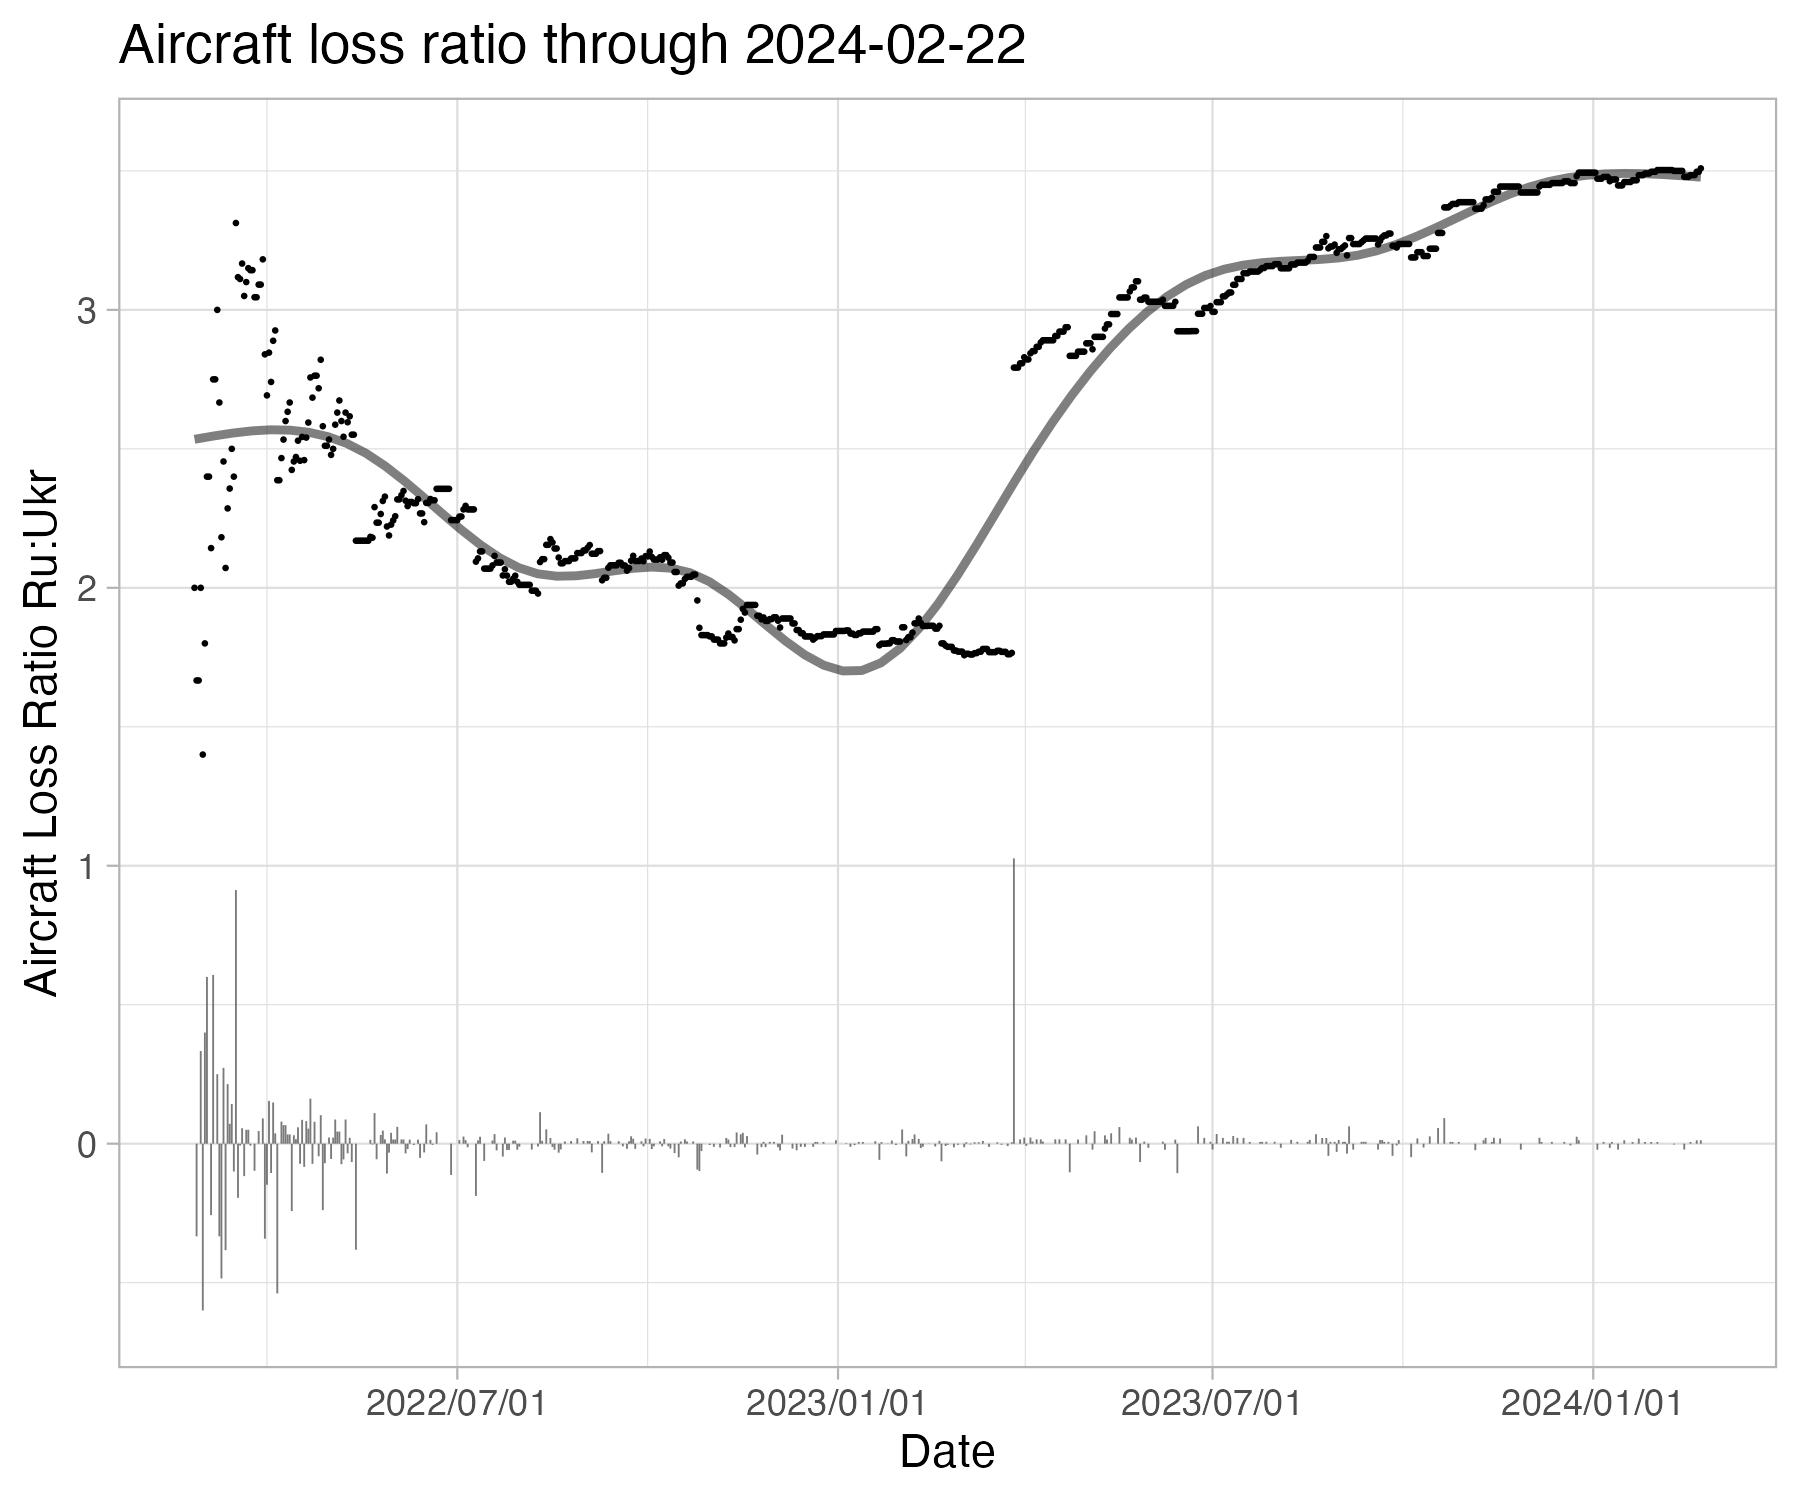 Aircraft loss ratio through 2024-02-22
Aircraft Loss Ratio Ru:Ukr
3
2
1
0
2022/07/01
2023/01/01
2023/07/01
2024/01/01
Date